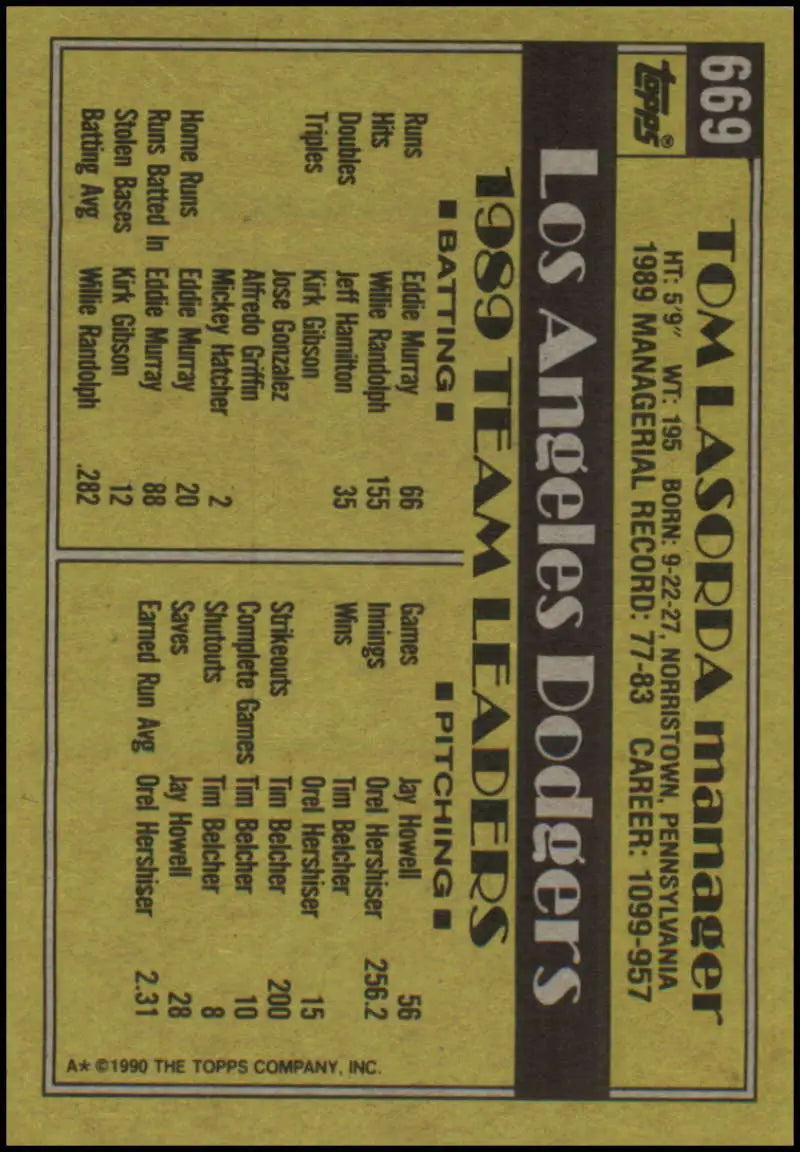 669
topps®
TOM LASORDA manager
HT: 5'9" WT: 195 BORN: 9-22-27, NORRISTOWN, PENNSYLVANIA
1989 MANAGERIAL RECORD: 77-83 CAREER: 1099-957
Los Angeles Dodgers
1989 TEAM LEADERS
■ BATTING ■
Runs Eddie Murray 66
Hits Willie Randolph 155
Doubles Jeff Hamilton 35
Triples Kirk Gibson
Jose Gonzalez
Alfredo Griffin
Mickey Hatcher 2
Home Runs Eddie Murray 20
Runs Batted In Eddie Murray 88
Stolen Bases Kirk Gibson 12
Batting Avg Willie Randolph .282
■ PITCHING ■
Games Jay Howell 56
Innings Orel Hershiser 256.2
Wins Tim Belcher
Orel Hershiser 15
Strikeouts Tim Belcher 200
Complete Games Tim Belcher 10
Shutouts Tim Belcher 8
Saves Jay Howell 28
Earned Run Avg Orel Hershiser 2.31
A* ©1990 THE TOPPS COMPANY, INC.